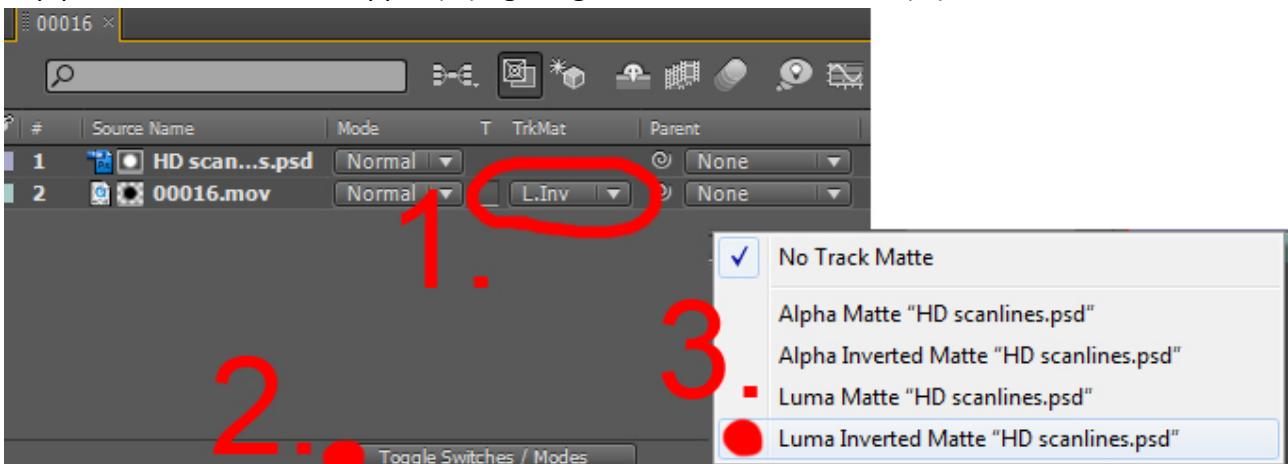 00016 ×
# Source Name Mode T TrkMat Parent
1 HD scan...s.psd Normal None
2 00016.mov Normal L.Inv None
1.
No Track Matte
Alpha Matte "HD scanlines.psd"
3.
Alpha Inverted Matte "HD scanlines.psd"
Luma Matte "HD scanlines.psd"
2.
Luma Inverted Matte "HD scanlines.psd"
Toggle Switches / Modes